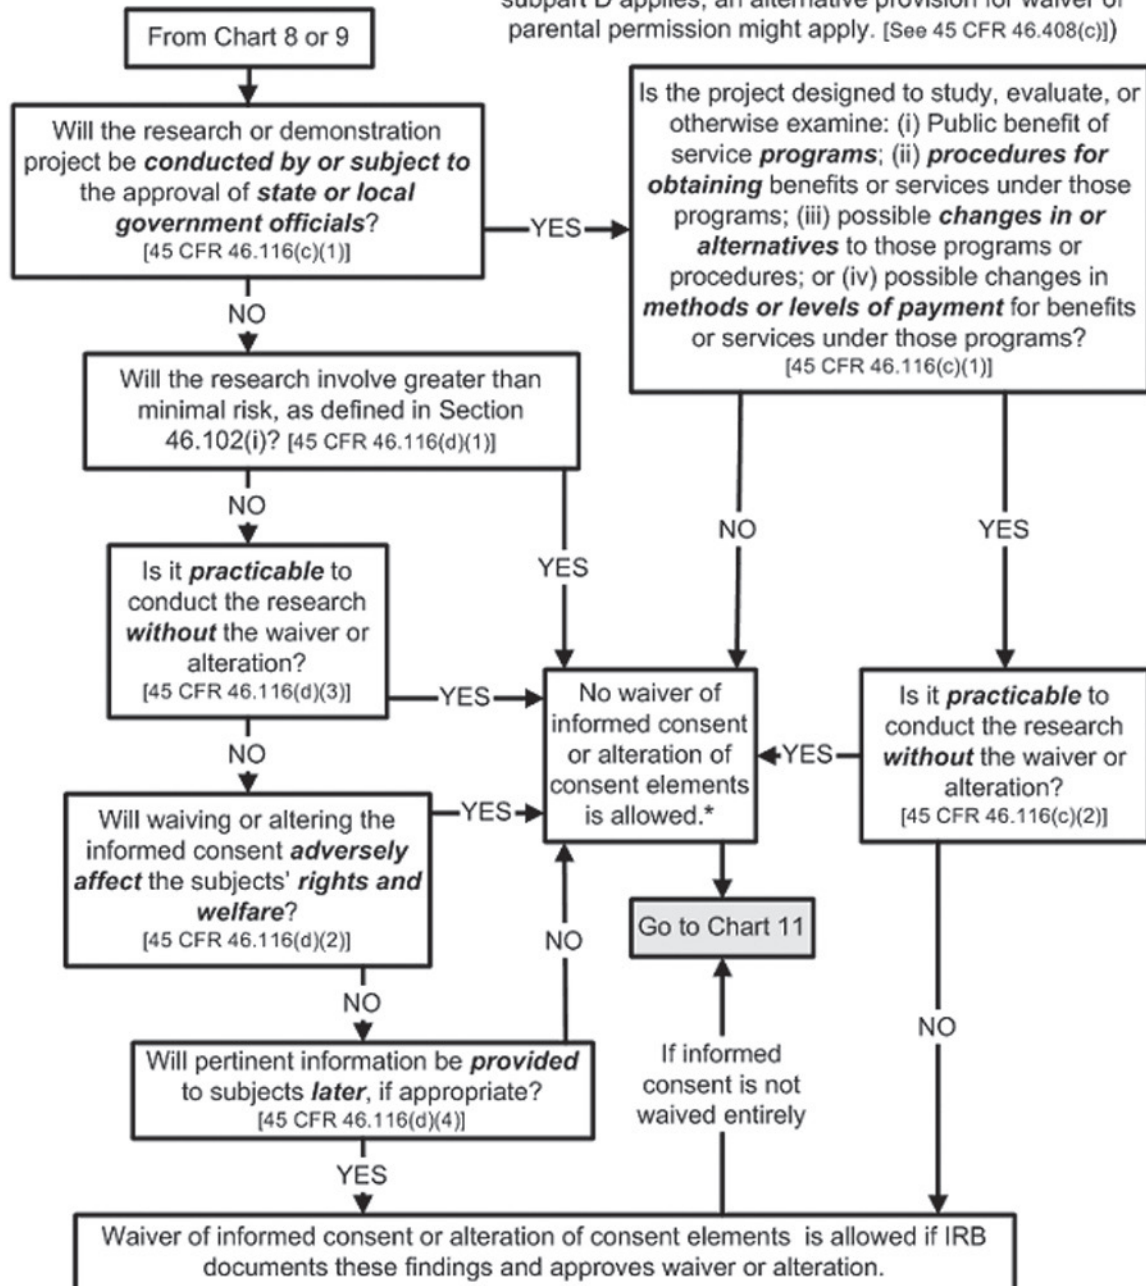 subpart D applies, an alternative provision for waiver of
parental permission might apply. [See 45 CFR 46.408(c)])
From Chart 8 or 9
Will the research or demonstration
project be conducted by or subject to
the approval of state or local
government officials?
[45 CFR 46.116(c)(1)]
YES
Is the project designed to study, evaluate, or
otherwise examine: (i) Public benefit of
service programs; (ii) procedures for
obtaining benefits or services under those
programs; (iii) possible changes in or
alternatives to those programs or
procedures; or (iv) possible changes in
methods or levels of payment for benefits
or services under those programs?
[45 CFR 46.116(c)(1)]
NO
Will the research involve greater than
minimal risk, as defined in Section
46.102(i)? [45 CFR 46.116(d)(1)]
NO
YES
NO
YES
Is it practicable to
conduct the research
without the waiver or
alteration?
[45 CFR 46.116(d)(3)]
YES
No waiver of
informed consent
or alteration of
consent elements
is allowed.*
YES
Is it practicable to
conduct the research
without the waiver or
alteration?
[45 CFR 46.116(c)(2)]
NO
Will waiving or altering the
informed consent adversely
affect the subjects' rights and
welfare?
[45 CFR 46.116(d)(2)]
YES
Go to Chart 11
NO
NO
Will pertinent information be provided
to subjects later, if appropriate?
[45 CFR 46.116(d)(4)]
If informed
consent is not
waived entirely
NO
YES
Waiver of informed consent or alteration of consent elements is allowed if IRB
documents these findings and approves waiver or alteration.